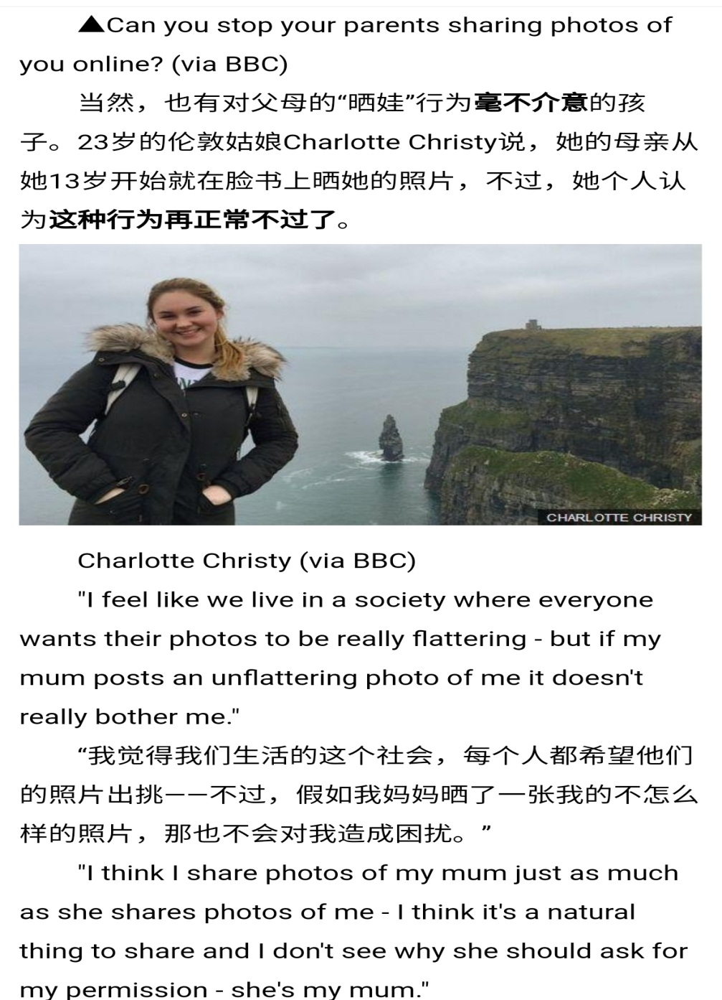 ▲Can you stop your parents sharing photos of
you online? (via BBC)
当然，也有对父母的“晒娃”行为毫不介意的孩
子。23岁的伦敦姑娘Charlotte Christy说，她的母亲从
她13岁开始就在脸书上晒她的照片，不过，她个人认
为这种行为再正常不过了。
CHARLOTTE CHRISTY
Charlotte Christy (via BBC)
"I feel like we live in a society where everyone
wants their photos to be really flattering - but if my
mum posts an unflattering photo of me it doesn't
really bother me."
“我觉得我们生活的这个社会，每个人都希望他们
的照片出挑——不过，假如我妈妈晒了一张我的不怎么
样的照片，那也不会对我造成困扰。”
"I think I share photos of my mum just as much
as she shares photos of me - I think it's a natural
thing to share and I don't see why she should ask for
my permission - she's my mum."